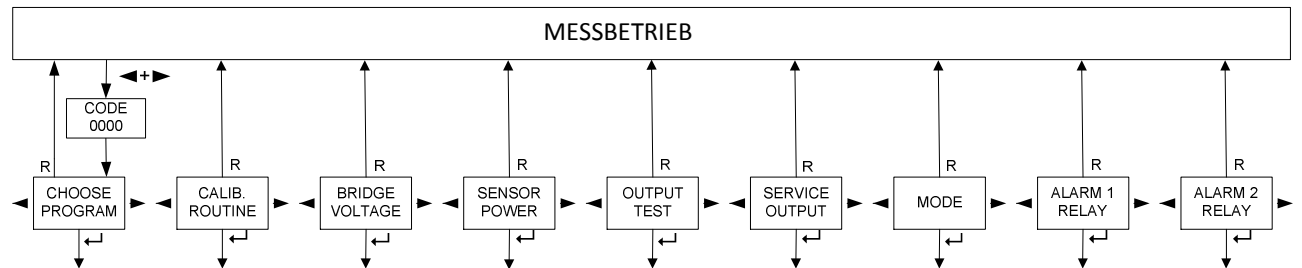 MESSBETRIEB
+
CODE
0000
R
R
R
R
R
R
R
R
R
CHOOSE
PROGRAM
CALIB.
ROUTINE
BRIDGE
VOLTAGE
SENSOR
POWER
OUTPUT
TEST
SERVICE
OUTPUT
MODE
ALARM 1
RELAY
ALARM 2
RELAY